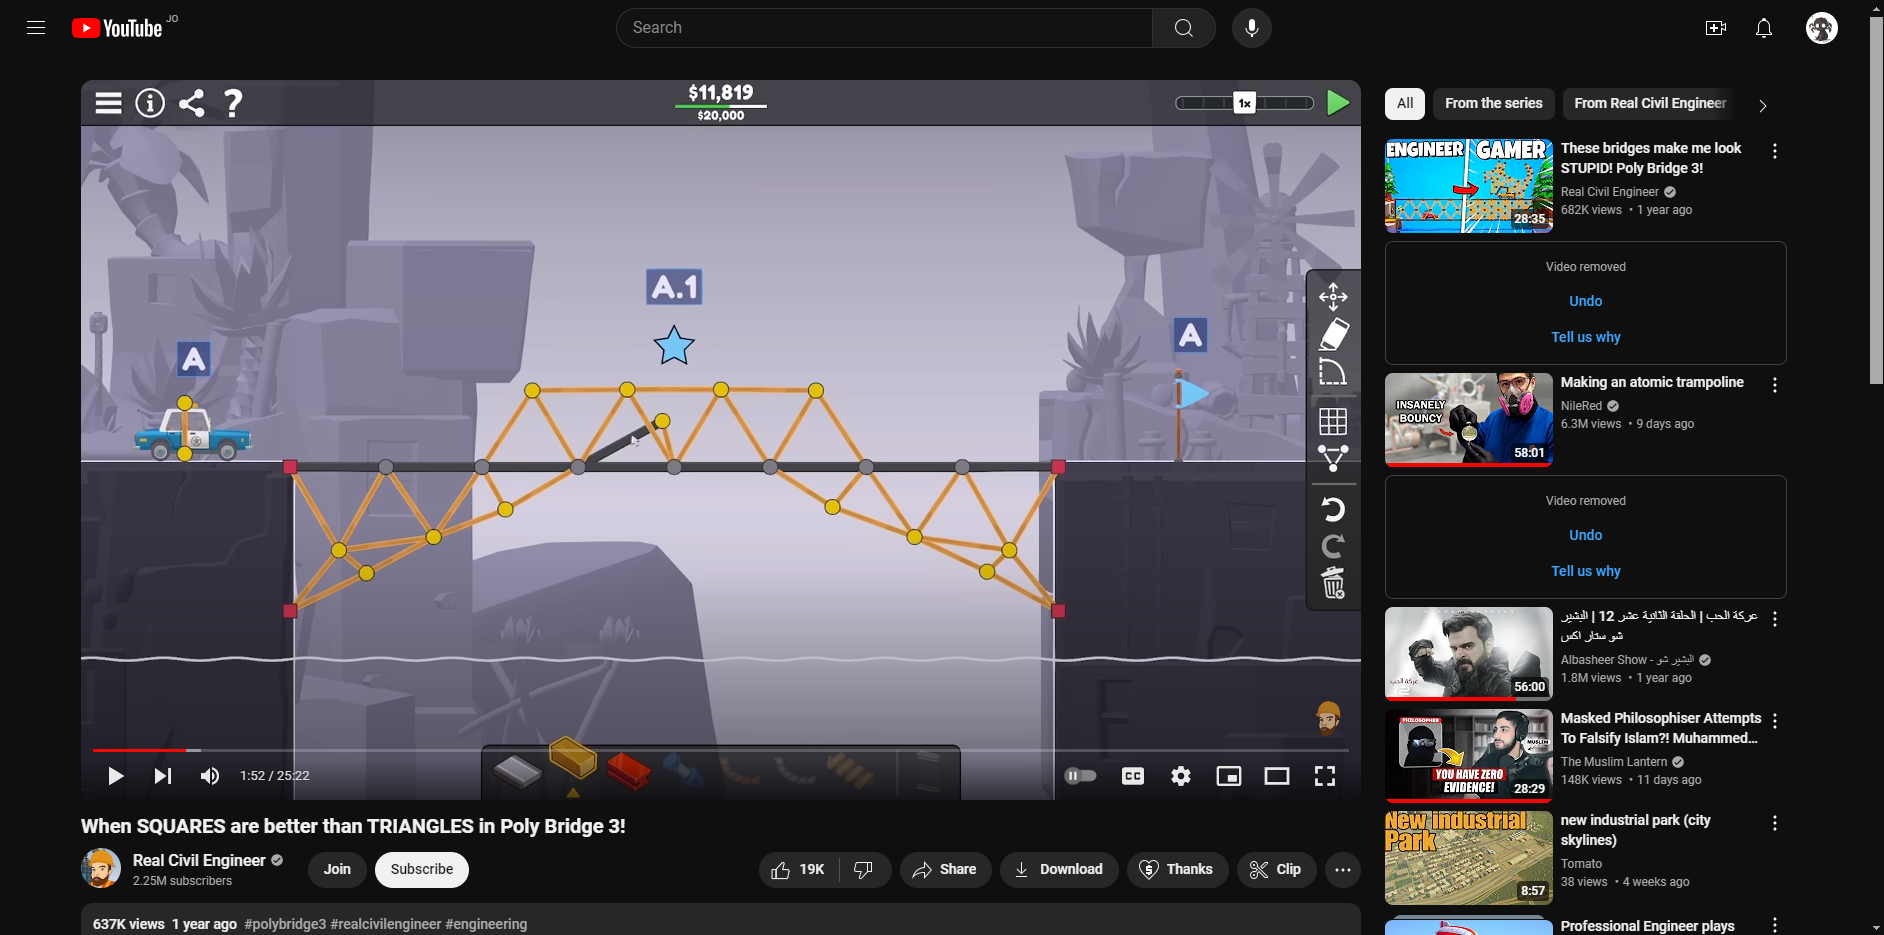 YouTube JO
Search
$11,819
$20,000
1x
A.1
A
A
1:52 / 25:22
CC
When SQUARES are better than TRIANGLES in Poly Bridge 3!
Real Civil Engineer
2.25M subscribers
Join
Subscribe
19K
Share
Download
Thanks
Clip
637K views 1 year ago #polybridge3 #realcivilengineer #engineering
All
From the series
From Real Civil Engineer
ENGINEER GAMER
28:35
These bridges make me look
STUPID! Poly Bridge 3!
Real Civil Engineer
682K views • 1 year ago
Video removed
Undo
Tell us why
INSANELY
BOUNCY
58:01
Making an atomic trampoline
NileRed
6.3M views • 9 days ago
Video removed
Undo
Tell us why
عركة الحب
12
56:00
عركة الحب | الحلقة الثانية عشر 12 | البشير
شو ستار اكس
Albasheer Show - البشير شو
1.8M views • 1 year ago
PHILOSOPHER
MUSLIM
YOU HAVE ZERO
EVIDENCE!
28:29
Masked Philosophiser Attempts
To Falsify Islam?! Muhammed...
The Muslim Lantern
148K views • 11 days ago
New industrial
Park
8:57
new industrial park (city
skylines)
Tomato
38 views • 4 weeks ago
Professional Engineer plays